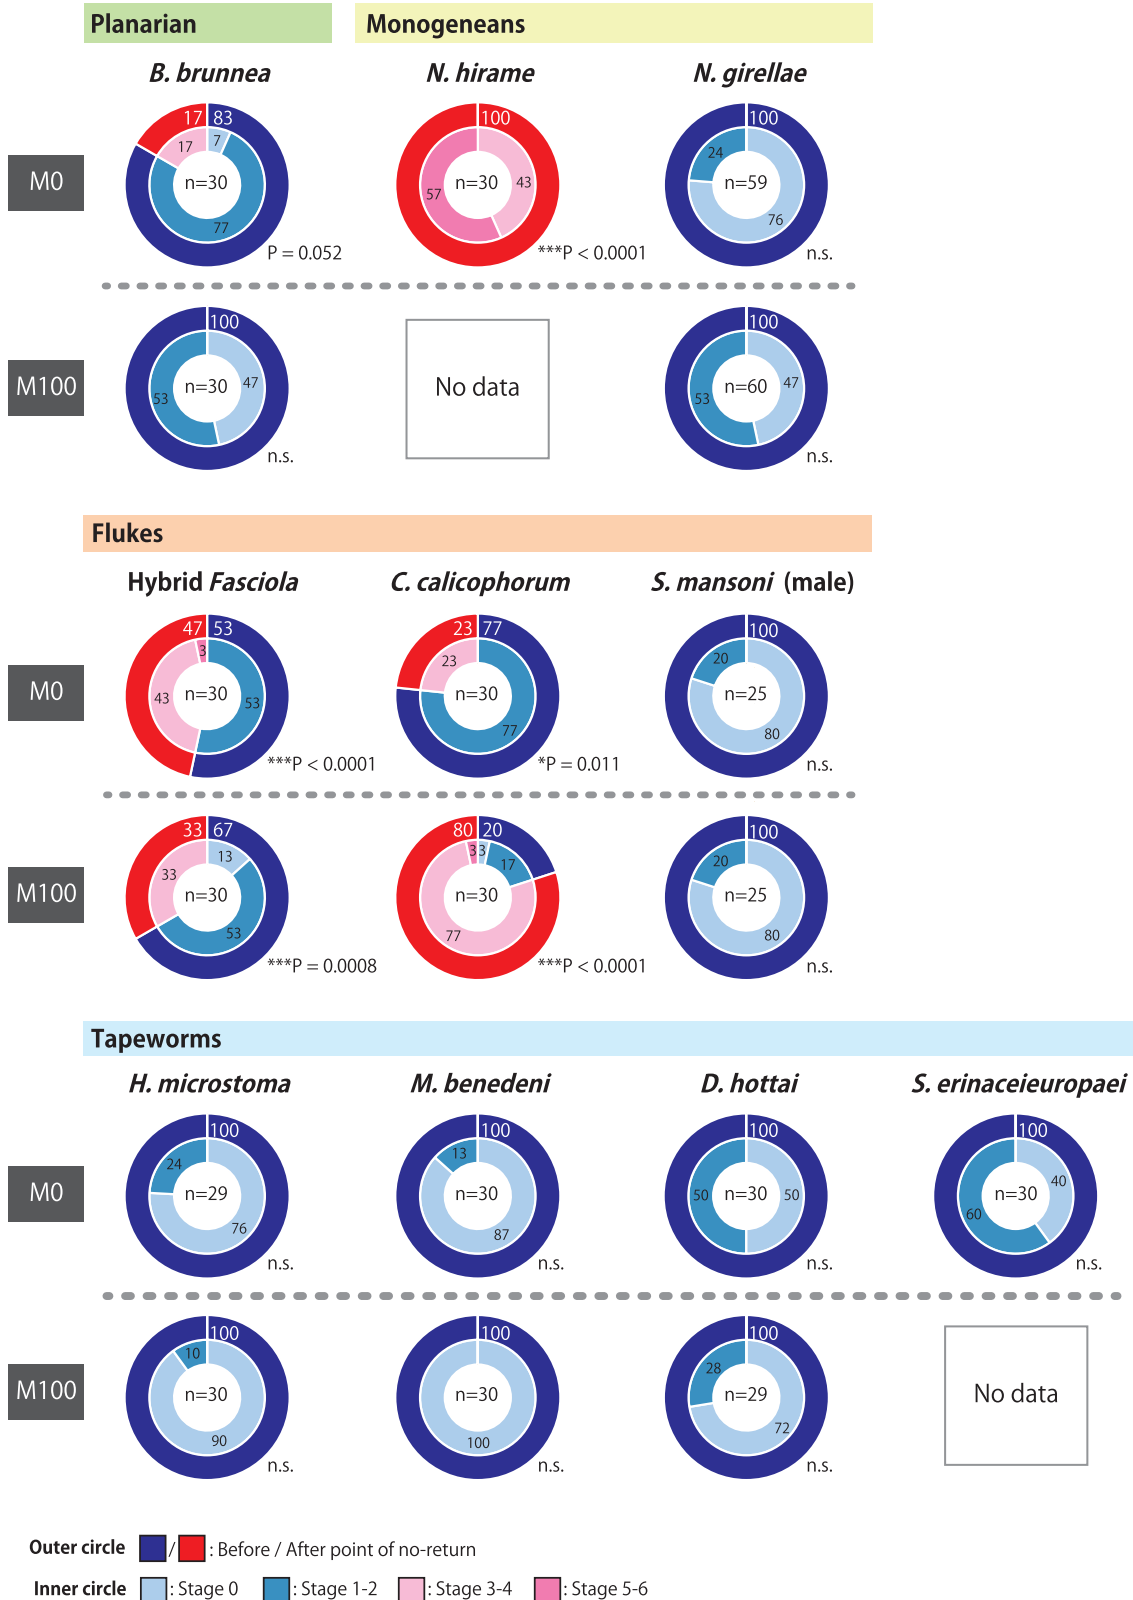 Planarian Monogeneans
B. brunnea N. hirame N. girellae
M0
17 83
17 7
n=30
77
P = 0.052
100
57 43
n=30
***P < 0.0001
100
24
n=59
76
n.s.
M100
100
n=30
53 47
n.s.
No data
100
n=60
53 47
n.s.
Flukes
Hybrid Fasciola C. calicophorum S. mansoni (male)
M0
47 53
3
n=30
43 53
***P < 0.0001
23 77
23
n=30
77
*P = 0.011
100
20
n=25
80
n.s.
M100
33 67
13
33
n=30
53
***P = 0.0008
80 20
3 3
17
n=30
77
***P < 0.0001
100
20
n=25
80
n.s.
Tapeworms
H. microstoma M. benedeni D. hottai S. erinaceieuropaei
M0
100
24
n=29
76
n.s.
100
13
n=30
87
n.s.
100
50 n=30 50
n.s.
100
40
n=30
60
n.s.
M100
100
10
n=30
90
n.s.
100
n=30
100
n.s.
100
28
n=29
72
n.s.
No data
Outer circle / : Before / After point of no-return
Inner circle : Stage 0 : Stage 1-2 : Stage 3-4 : Stage 5-6